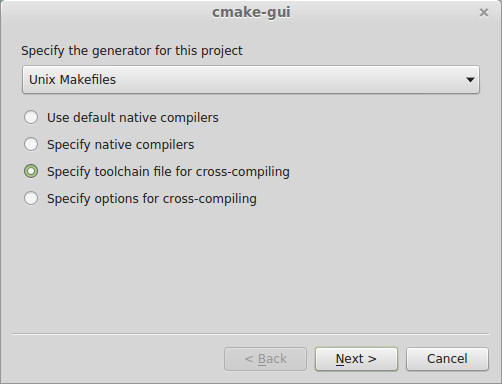 cmake-gui
Specify the generator for this project
Unix Makefiles
Use default native compilers
Specify native compilers
Specify toolchain file for cross-compiling
Specify options for cross-compiling
< Back Next > Cancel